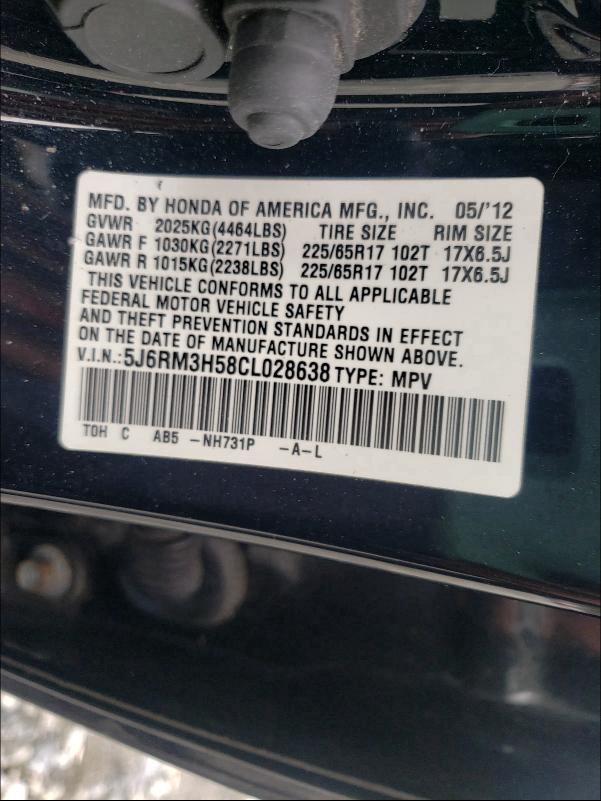 MFD. BY HONDA OF AMERICA MFG., INC. 05/'12
GVWR 2025KG(4464LBS) TIRE SIZE RIM SIZE
GAWR F 1030KG(2271LBS) 225/65R17 102T 17X6.5J
GAWR R 1015KG(2238LBS) 225/65R17 102T 17X6.5J
THIS VEHICLE CONFORMS TO ALL APPLICABLE
FEDERAL MOTOR VEHICLE SAFETY
AND THEFT PREVENTION STANDARDS IN EFFECT
ON THE DATE OF MANUFACTURE SHOWN ABOVE.
V.I.N.:5J6RM3H58CL028638 TYPE: MPV
TOH C AB5 -NH731P -A-L